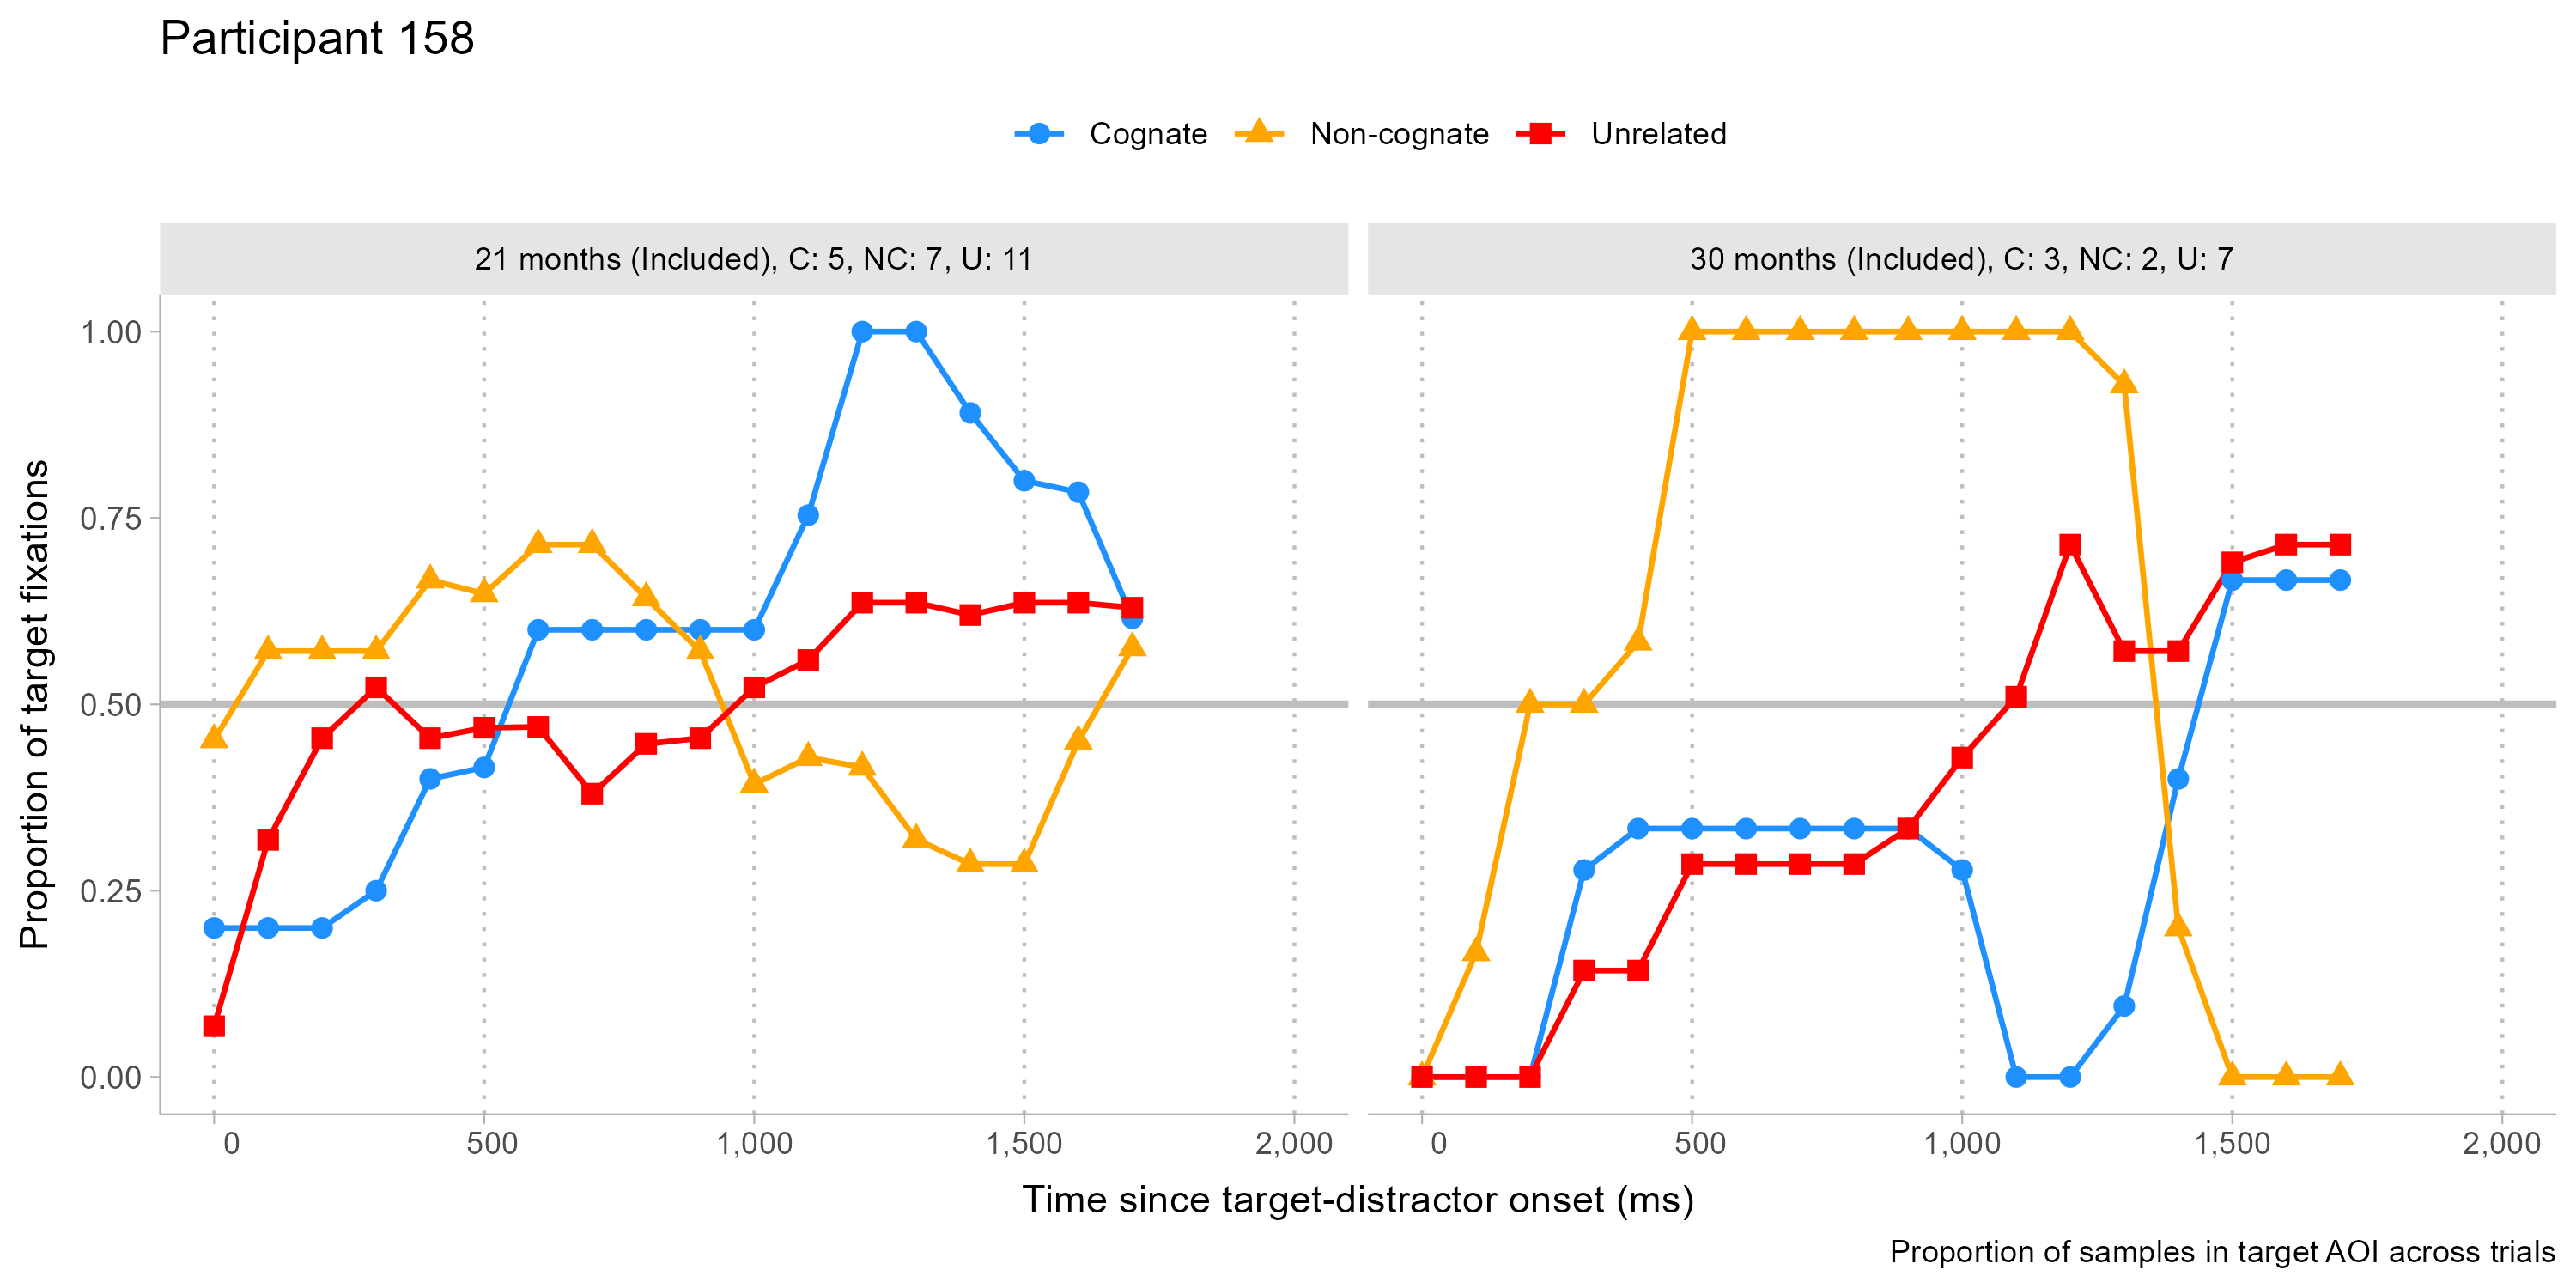 Participant 158
Cognate Non-cognate Unrelated
21 months (Included), C: 5, NC: 7, U: 11
30 months (Included), C: 3, NC: 2, U: 7
Proportion of target fixations
1.00
0.75
0.50
0.25
0.00
0 500 1,000 1,500 2,000
0 500 1,000 1,500 2,000
Time since target-distractor onset (ms)
Proportion of samples in target AOI across trials